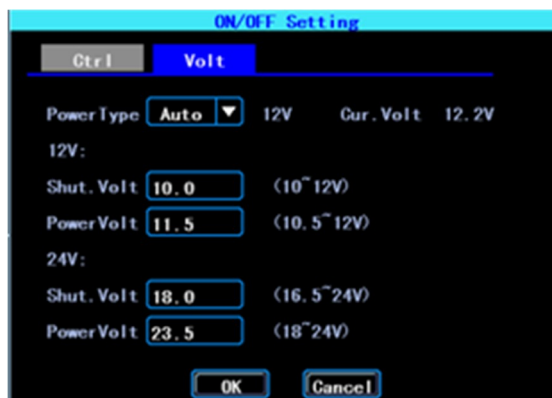 ON/OFF Setting
Ctrl Volt
PowerType Auto 12V Cur.Volt 12.2V
12V:
Shut.Volt 10.0 (10~12V)
PowerVolt 11.5 (10.5~12V)
24V:
Shut.Volt 18.0 (16.5~24V)
PowerVolt 23.5 (18~24V)
OK Cancel